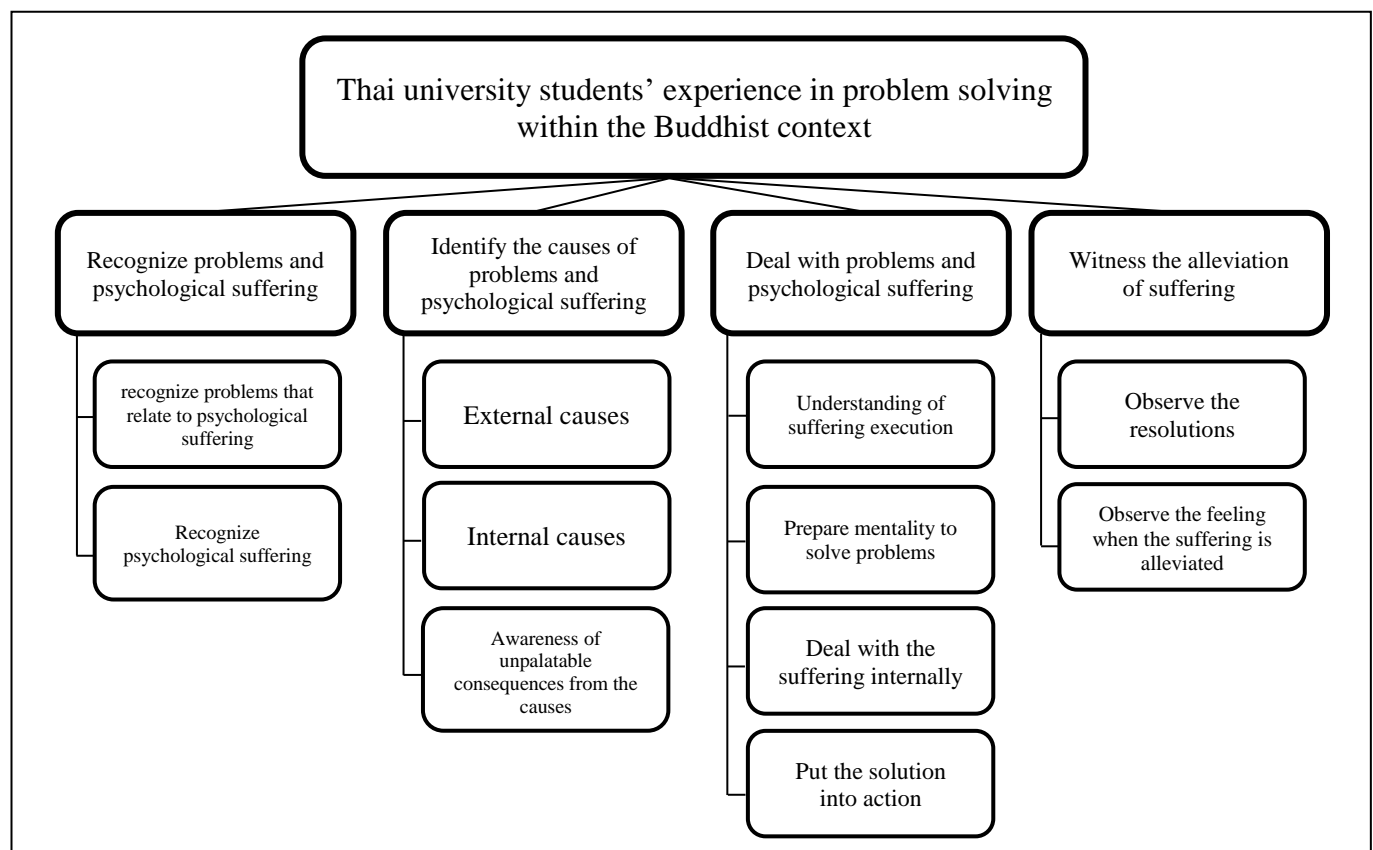 Thai university students’ experience in problem solving
within the Buddhist context
Recognize problems and
psychological suffering
recognize problems that
relate to psychological
suffering
Recognize
psychological suffering
Identify the causes of
problems and
psychological suffering
External causes
Internal causes
Awareness of
unpalatable
consequences from the
causes
Deal with problems and
psychological suffering
Understanding of
suffering execution
Prepare mentality to
solve problems
Deal with the
suffering internally
Put the solution
into action
Witness the alleviation
of suffering
Observe the
resolutions
Observe the feeling
when the suffering is
alleviated